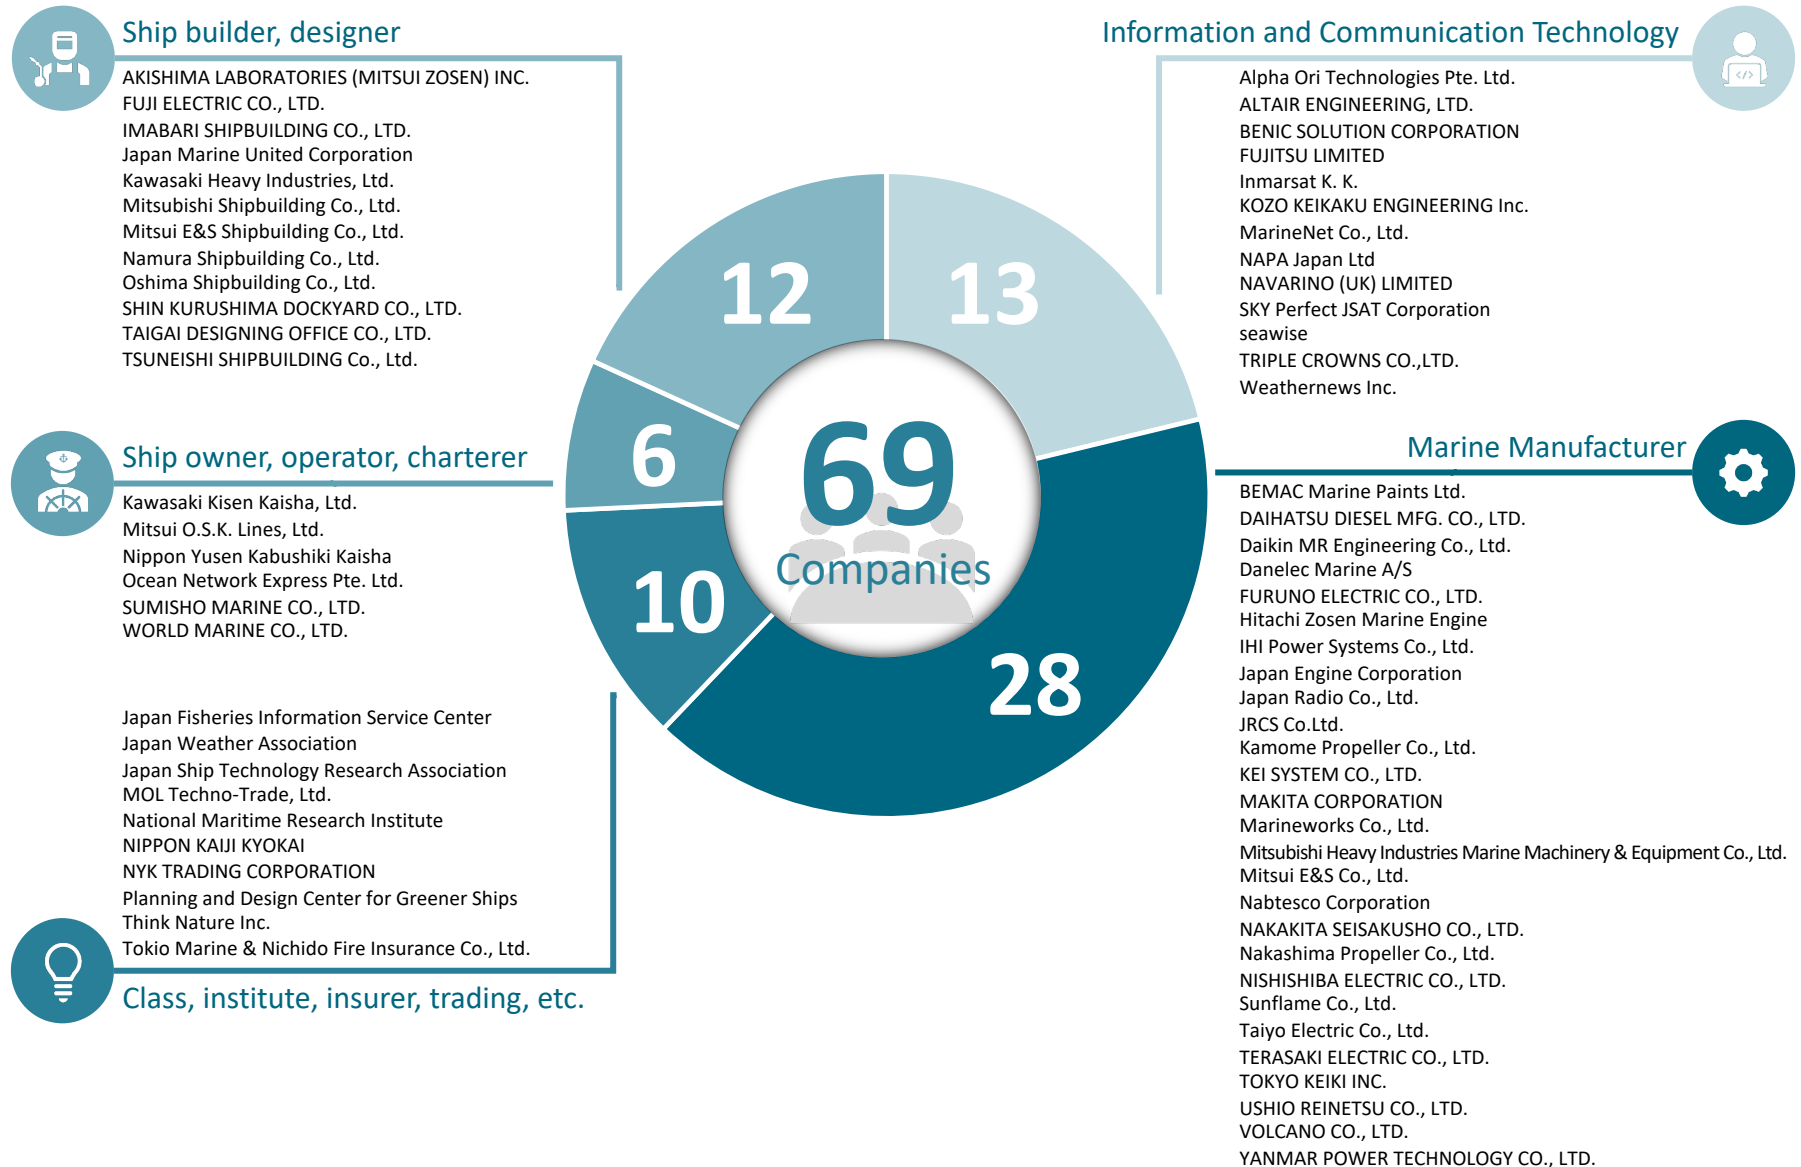 Ship builder, designer
AKISHIMA LABORATORIES (MITSUI ZOSEN) INC.
FUJI ELECTRIC CO., LTD.
IMABARI SHIPBUILDING CO., LTD.
Japan Marine United Corporation
Kawasaki Heavy Industries, Ltd.
Mitsubishi Shipbuilding Co., Ltd.
Mitsui E&S Shipbuilding Co., Ltd.
Namura Shipbuilding Co., Ltd.
Oshima Shipbuilding Co., Ltd.
SHIN KURUSHIMA DOCKYARD CO., LTD.
TAIGAI DESIGNING OFFICE CO., LTD.
TSUNEISHI SHIPBUILDING Co., Ltd.
Ship owner, operator, charterer
Kawasaki Kisen Kaisha, Ltd.
Mitsui O.S.K. Lines, Ltd.
Nippon Yusen Kabushiki Kaisha
Ocean Network Express Pte. Ltd.
SUMISHO MARINE CO., LTD.
WORLD MARINE CO., LTD.
Japan Fisheries Information Service Center
Japan Weather Association
Japan Ship Technology Research Association
MOL Techno-Trade, Ltd.
National Maritime Research Institute
NIPPON KAIJI KYOKAI
NYK TRADING CORPORATION
Planning and Design Center for Greener Ships
Think Nature Inc.
Tokio Marine & Nichido Fire Insurance Co., Ltd.
Class, institute, insurer, trading, etc.
12
13
6
10
28
69
Companies
Information and Communication Technology
</>
Alpha Ori Technologies Pte. Ltd.
ALTAIR ENGINEERING, LTD.
BENIC SOLUTION CORPORATION
FUJITSU LIMITED
Inmarsat K. K.
KOZO KEIKAKU ENGINEERING Inc.
MarineNet Co., Ltd.
NAPA Japan Ltd
NAVARINO (UK) LIMITED
SKY Perfect JSAT Corporation
seawise
TRIPLE CROWNS CO.,LTD.
Weathernews Inc.
Marine Manufacturer
BEMAC Marine Paints Ltd.
DAIHATSU DIESEL MFG. CO., LTD.
Daikin MR Engineering Co., Ltd.
Danelec Marine A/S
FURUNO ELECTRIC CO., LTD.
Hitachi Zosen Marine Engine
IHI Power Systems Co., Ltd.
Japan Engine Corporation
Japan Radio Co., Ltd.
JRCS Co.Ltd.
Kamome Propeller Co., Ltd.
KEI SYSTEM CO., LTD.
MAKITA CORPORATION
Marineworks Co., Ltd.
Mitsubishi Heavy Industries Marine Machinery & Equipment Co., Ltd.
Mitsui E&S Co., Ltd.
Nabtesco Corporation
NAKAKITA SEISAKUSHO CO., LTD.
Nakashima Propeller Co., Ltd.
NISHISHIBA ELECTRIC CO., LTD.
Sunflame Co., Ltd.
Taiyo Electric Co., Ltd.
TERASAKI ELECTRIC CO., LTD.
TOKYO KEIKI INC.
USHIO REINETSU CO., LTD.
VOLCANO CO., LTD.
YANMAR POWER TECHNOLOGY CO., LTD.